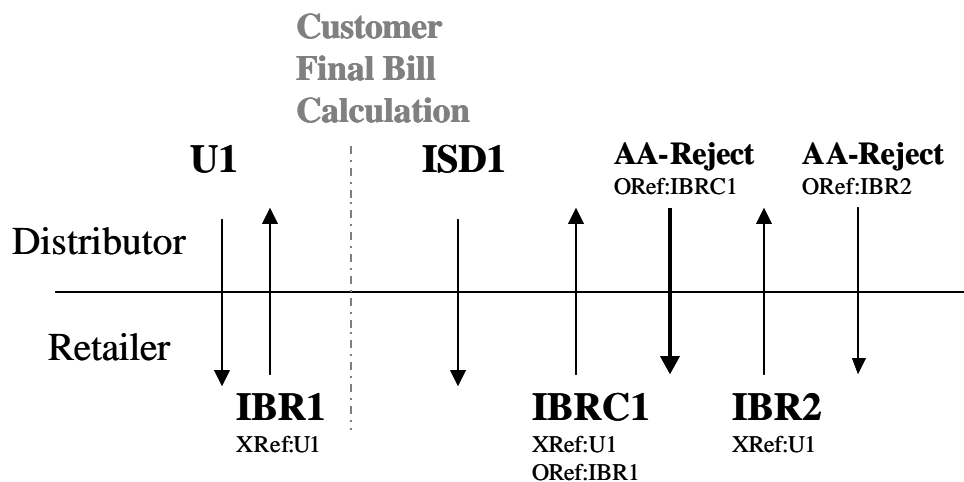 Customer
Final Bill
Calculation
U1
ISD1
AA-Reject
ORef:IBRC1
AA-Reject
ORef:IBR2
Distributor
Retailer
IBR1
XRef:U1
IBRC1
XRef:U1
ORef:IBR1
IBR2
XRef:U1